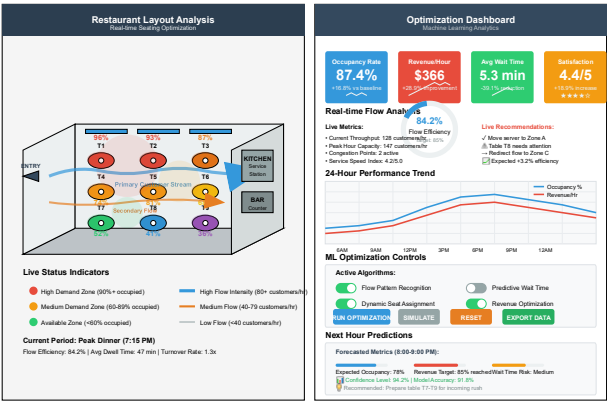 Restaurant Layout Analysis
Real-time Seating Optimization
96%
93%
87%
T1
T2
T3
ENTRY
KITCHEN
Service
Station
T4
T5
T6
Primary Customer Stream
BAR
Counter
Secondary Flow
T7
T8
T9
52%
41%
36%
Live Status Indicators
High Demand Zone (90%+ occupied)
High Flow Intensity (80+ customers/hr)
Medium Demand Zone (60-89% occupied)
Medium Flow (40-79 customers/hr)
Available Zone (<60% occupied)
Low Flow (<40 customers/hr)
Current Period: Peak Dinner (7:15 PM)
Flow Efficiency: 84.2% | Avg Dwell Time: 47 min | Turnover Rate: 1.3x
Optimization Dashboard
Machine Learning Analytics
Occupancy Rate
87.4%
+16.8% vs baseline
Revenue/Hour
$366
+28.9% improvement
Avg Wait Time
5.3 min
-39.1% reduction
Satisfaction
4.4/5
+18.9% increase
★★★★☆
Real-time Flow Analysis
84.2%
Flow Efficiency
Target: 85%
Live Metrics:
• Current Throughput: 128 customers/hr
• Peak Hour Capacity: 147 customers/hr
• Congestion Points: 2 active
• Service Speed Index: 4.2/5.0
Live Recommendations:
✓ Move server to Zone A
⚠ Table T8 needs attention
→ Redirect flow to Zone C
Expected +3.2% efficiency
24-Hour Performance Trend
Occupancy %
Revenue/Hr
6AM
9AM
12PM
3PM
6PM
9PM
12AM
ML Optimization Controls
Active Algorithms:
Flow Pattern Recognition
Predictive Wait Time
Dynamic Seat Assignment
Revenue Optimization
RUN OPTIMIZATION
SIMULATE
RESET
EXPORT DATA
Next Hour Predictions
Forecasted Metrics (8:00-9:00 PM):
Expected Occupancy: 78%
Revenue Target: 85% reached
Wait Time Risk: Medium
Confidence Level: 94.2% | Model Accuracy: 91.8%
Recommended: Prepare table T7-T9 for incoming rush